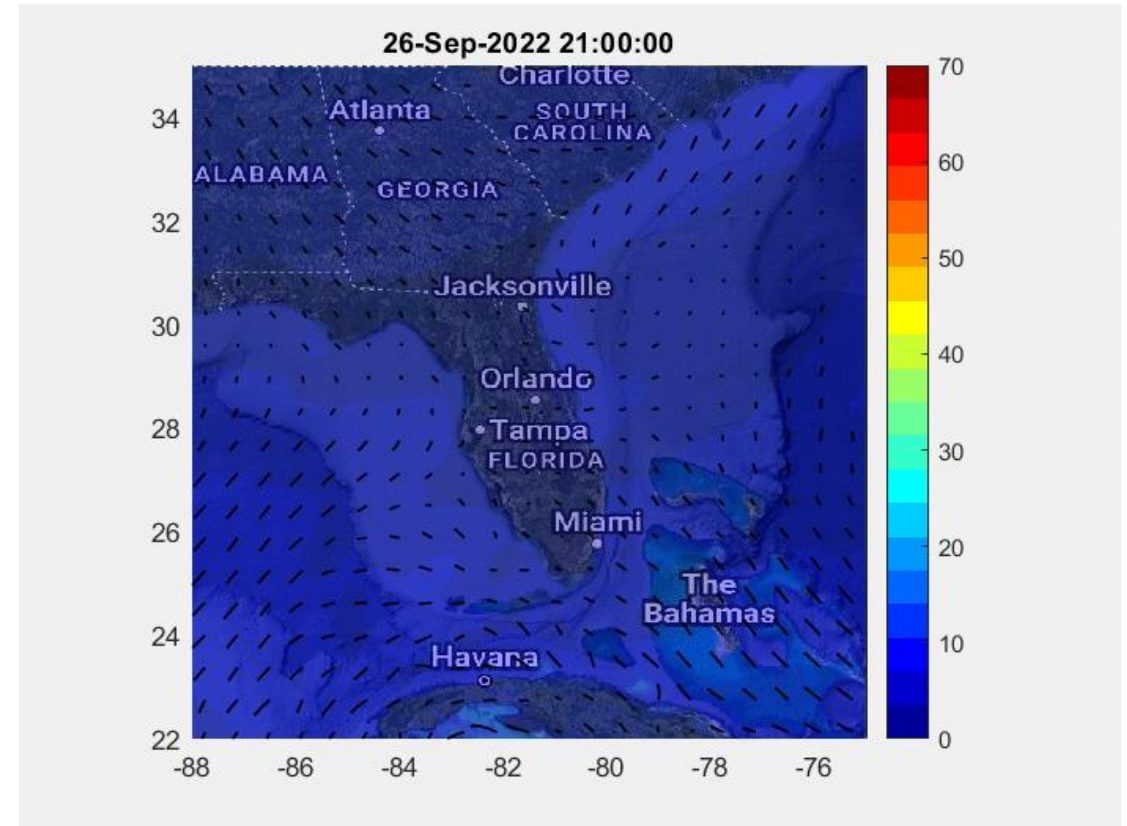 26-Sep-2022 21:00:00
Charlotte
Atlanta
SOUTH
CAROLINA
ALABAMA
GEORGIA
Jacksonville
Orlando
Tampa
FLORIDA
Miami
The
Bahamas
Havana
34
32
30
28
26
24
22
-88 -86 -84 -82 -80 -78 -76
70
60
50
40
30
20
10
0